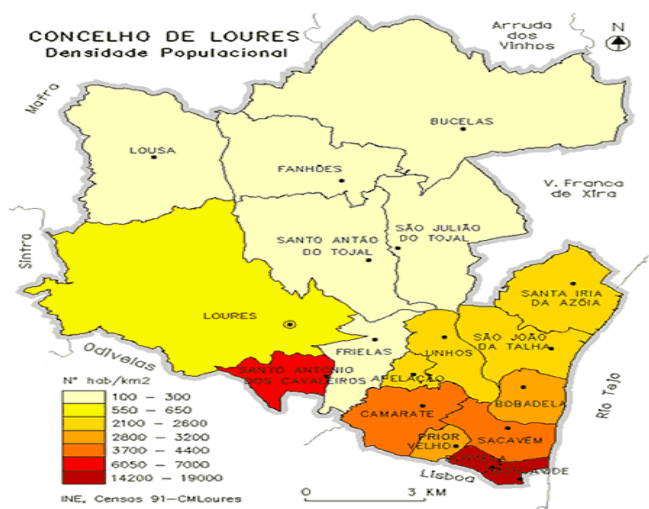 CONCELHO DE LOURES
Densidade Populacional
Arruda
dos
Vinhos
N
Mafra
BUCELAS
LOUSA
FANHÕES
V. Franca
de Xira
SÃO JULIÃO
DO TOJAL
SANTO ANTÃO
DO TOJAL
Sintra
SANTA IRIA
DA AZÓIA
LOURES
SÃO JOÃO
DA TALHA
UNHOS
FRIELAS
Odivelas
SANTO ANTÓNIO
DOS CAVALEIROS
APELAÇÃO
BOBADELA
Rio Tejo
CAMARATE
SACAVÉM
PRIOR
VELHO
Lisboa
Nº hab/km2
100 - 300
550 - 650
2100 - 2600
2800 - 3200
3700 - 4400
6050 - 7000
14200 - 19000
INE, Censos 91-CMLoures
0 3 KM